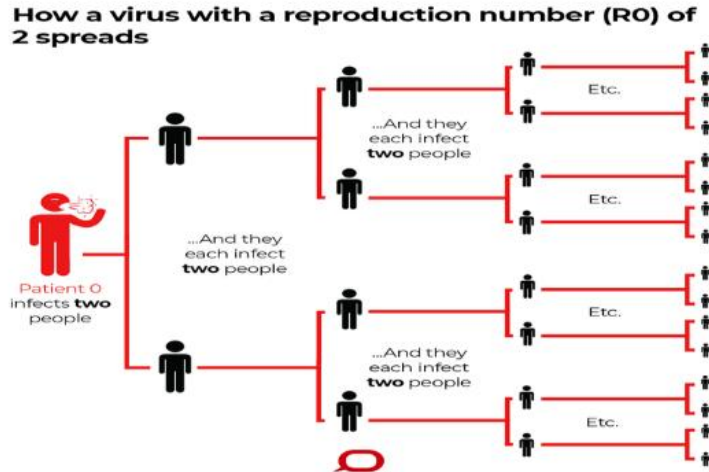 How a virus with a reproduction number (R0) of
2 spreads
Patient 0
infects two
people
...And they
each infect
two people
...And they
each infect
two people
...And they
each infect
two people
Etc.
Etc.
Etc.
Etc.